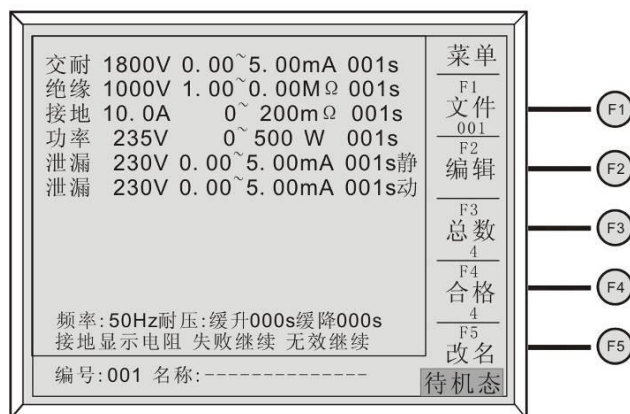 交耐 1800V 0.00~5.00mA 001s
绝缘 1000V 1.00~0.00MΩ 001s
接地 10.0A 0~ 200mΩ 001s
功率 235V 0~ 500 W 001s
泄漏 230V 0.00~5.00mA 001s静
泄漏 230V 0.00~5.00mA 001s动
频率:50Hz耐压:缓升000s缓降000s
接地显示电阻 失败继续 无效继续
编号:001 名称:--------------
菜单
F1
文件
001
F2
编辑
F3
总数
4
F4
合格
4
F5
改名
待机态
F1
F2
F3
F4
F5